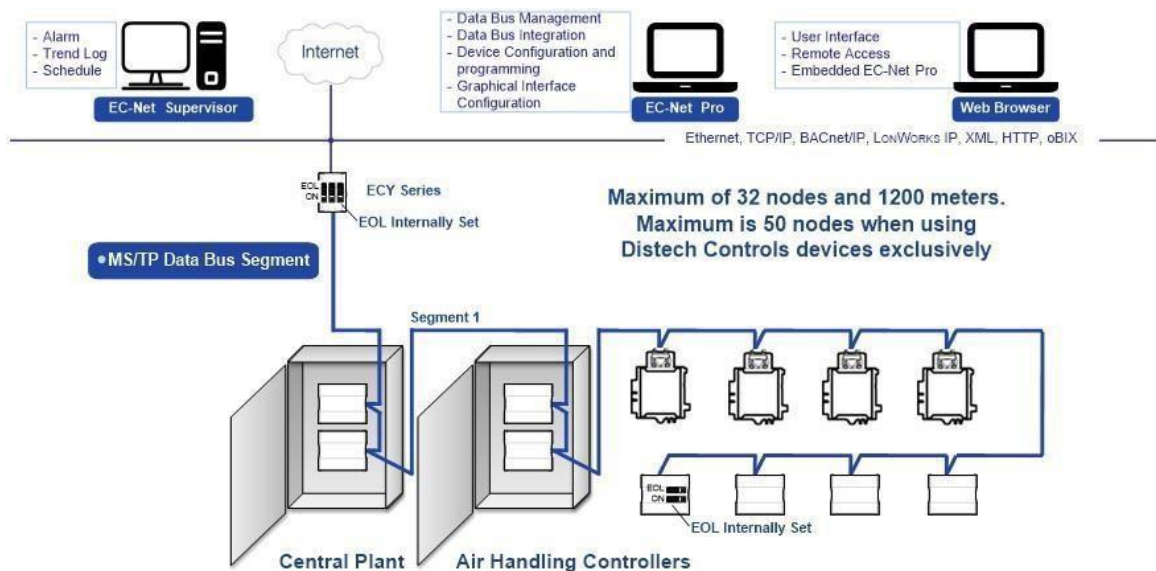 - Alarm
- Trend Log
- Schedule
EC-Net Supervisor
Internet
- Data Bus Management
- Data Bus Integration
- Device Configuration and
programming
- Graphical Interface
Configuration
EC-Net Pro
- User Interface
- Remote Access
- Embedded EC-Net Pro
Web Browser
Ethernet, TCP/IP, BACnet/IP, LONWORKS IP, XML, HTTP, oBIX
EOL
ON
ECY Series
EOL Internally Set
Maximum of 32 nodes and 1200 meters.
Maximum is 50 nodes when using
Distech Controls devices exclusively
•MS/TP Data Bus Segment
Segment 1
EOL
ON
EOL Internally Set
Central Plant
Air Handling Controllers